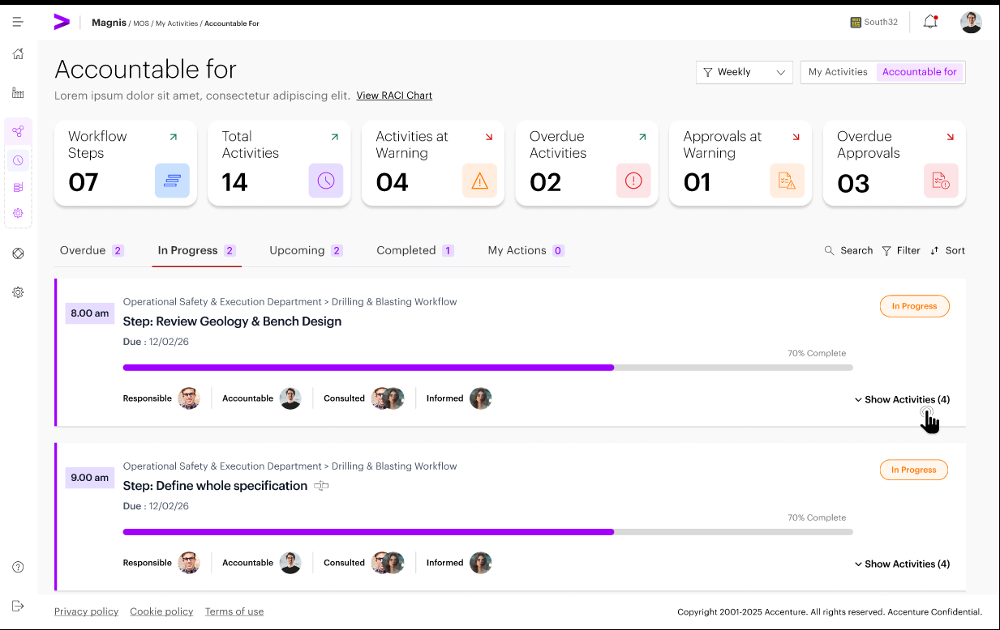 Magnis / MOS / My Activities / Accountable For
South32
Accountable for
Weekly
My Activities
Accountable for
Lorem ipsum dolor sit amet, consectetur adipiscing elit. View RACI Chart
Workflow
Steps
07
Total
Activities
14
Activities at
Warning
04
Overdue
Activities
02
Approvals at
Warning
01
Overdue
Approvals
03
Overdue 2
In Progress 2
Upcoming 2
Completed 1
My Actions 0
Search
Filter
Sort
8.00 am
Operational Safety & Execution Department > Drilling & Blasting Workflow
In Progress
Step: Review Geology & Bench Design
Due : 12/02/26
70% Complete
Responsible
Accountable
Consulted
Informed
Show Activities (4)
9.00 am
Operational Safety & Execution Department > Drilling & Blasting Workflow
In Progress
Step: Define whole specification
Due : 12/02/26
70% Complete
Responsible
Accountable
Consulted
Informed
Show Activities (4)
Privacy policy
Cookie policy
Terms of use
Copyright 2001-2025 Accenture. All rights reserved. Accenture Confidential.